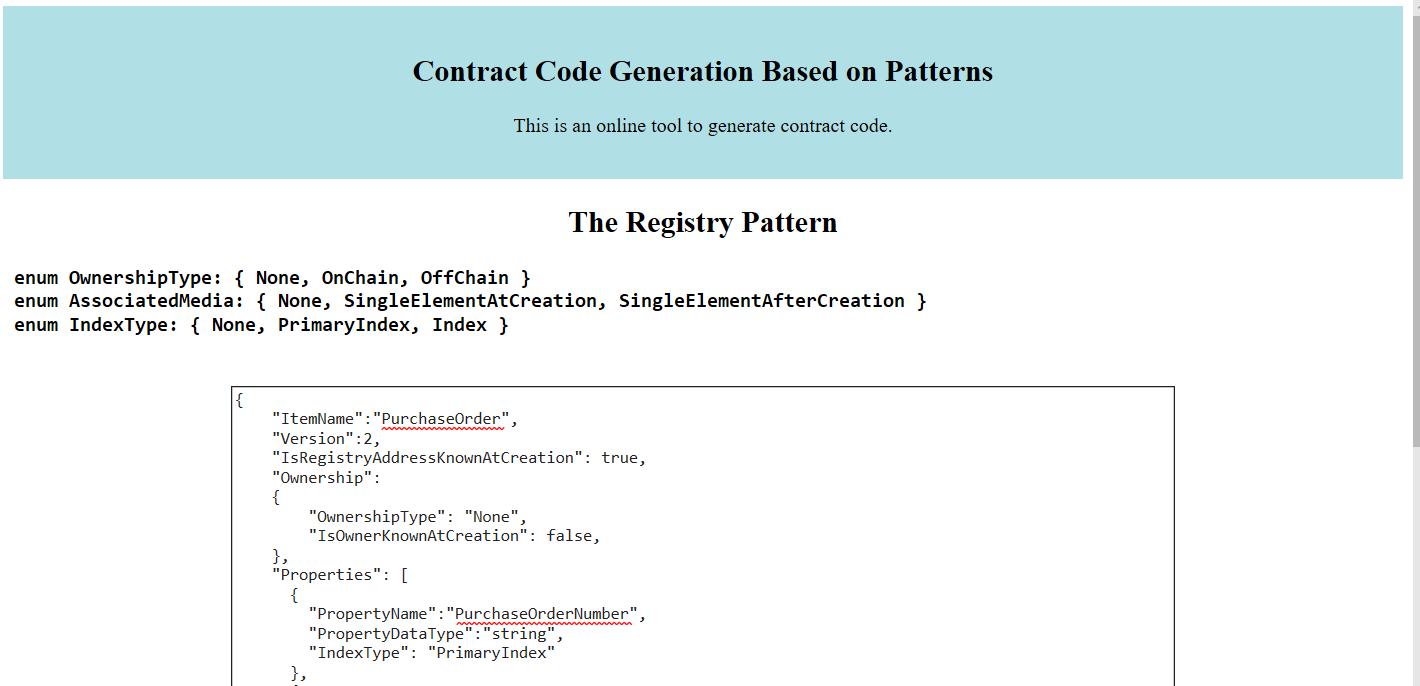 Contract Code Generation Based on Patterns
This is an online tool to generate contract code.
The Registry Pattern
enum OwnershipType: { None, OnChain, OffChain }
enum AssociatedMedia: { None, SingleElementAtCreation, SingleElementAfterCreation }
enum IndexType: { None, PrimaryIndex, Index }
{
    "ItemName":"PurchaseOrder",
    "Version":2,
    "IsRegistryAddressKnownAtCreation": true,
    "Ownership":
    {
        "OwnershipType": "None",
        "IsOwnerKnownAtCreation": false,
    },
    "Properties": [
      {
        "PropertyName":"PurchaseOrderNumber",
        "PropertyDataType":"string",
        "IndexType": "PrimaryIndex"
      },